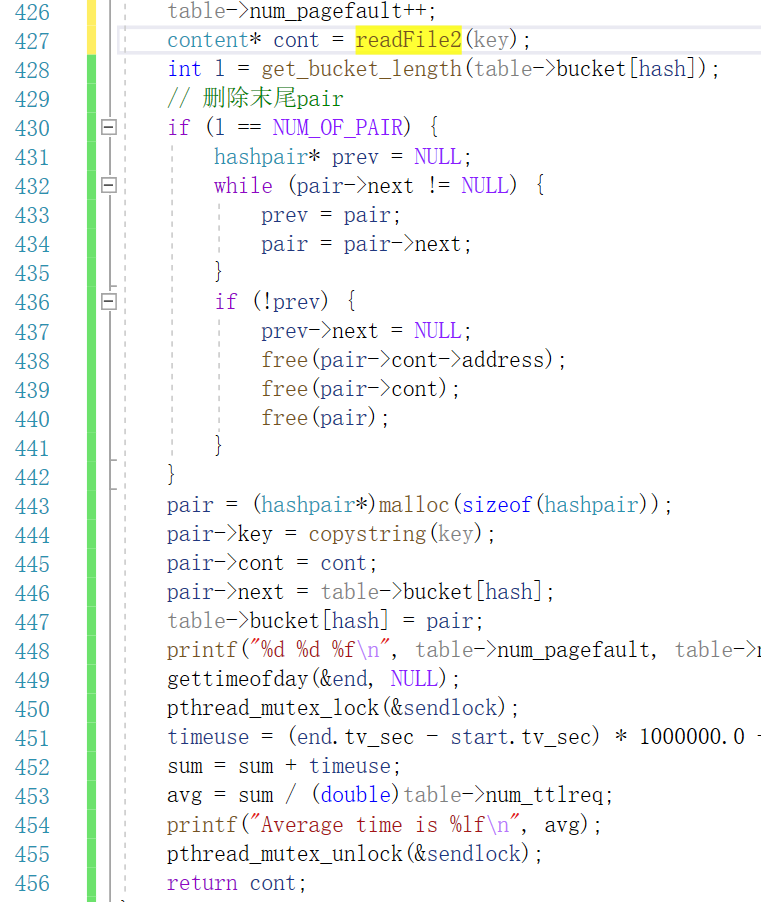 426 table->num_pagefault++;
427 content* cont = readFile2(key);
428 int l = get_bucket_length(table->bucket[hash]);
429 // 删除末尾pair
430 if (l == NUM_OF_PAIR) {
431 hashpair* prev = NULL;
432 while (pair->next != NULL) {
433 prev = pair;
434 pair = pair->next;
435 }
436 if (!prev) {
437 prev->next = NULL;
438 free(pair->cont->address);
439 free(pair->cont);
440 free(pair);
441 }
442 }
443 pair = (hashpair*)malloc(sizeof(hashpair));
444 pair->key = copystring(key);
445 pair->cont = cont;
446 pair->next = table->bucket[hash];
447 table->bucket[hash] = pair;
448 printf("%d %d %f\n", table->num_pagefault, table->
449 gettimeofday(&end, NULL);
450 pthread_mutex_lock(&sendlock);
451 timeuse = (end.tv_sec - start.tv_sec) * 1000000.0
452 sum = sum + timeuse;
453 avg = sum / (double)table->num_ttlreq;
454 printf("Average time is %lf\n", avg);
455 pthread_mutex_unlock(&sendlock);
456 return cont;